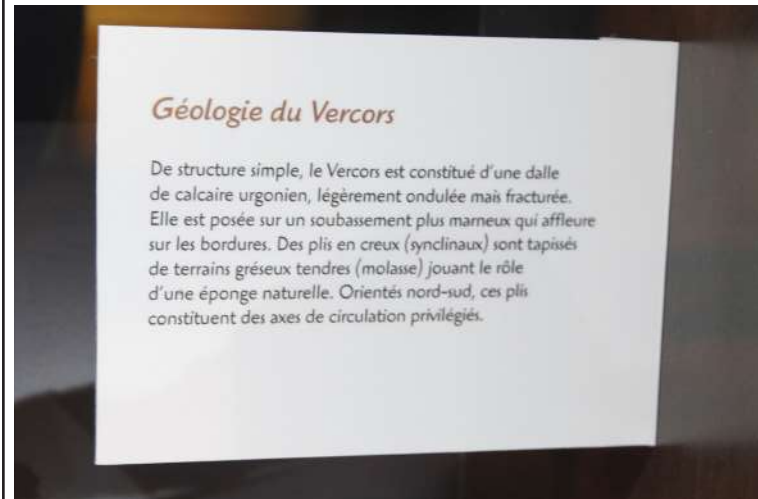 Géologie du Vercors
De structure simple, le Vercors est constitué d'une dalle
de calcaire urgonien, légèrement ondulée mais fracturée.
Elle est posée sur un soubassement plus marneux qui affleure
sur les bordures. Des plis en creux (synclinaux) sont tapissés
de terrains gréseux tendres (molasse) jouant le rôle
d'une éponge naturelle. Orientés nord-sud, ces plis
constituent des axes de circulation privilégiés.